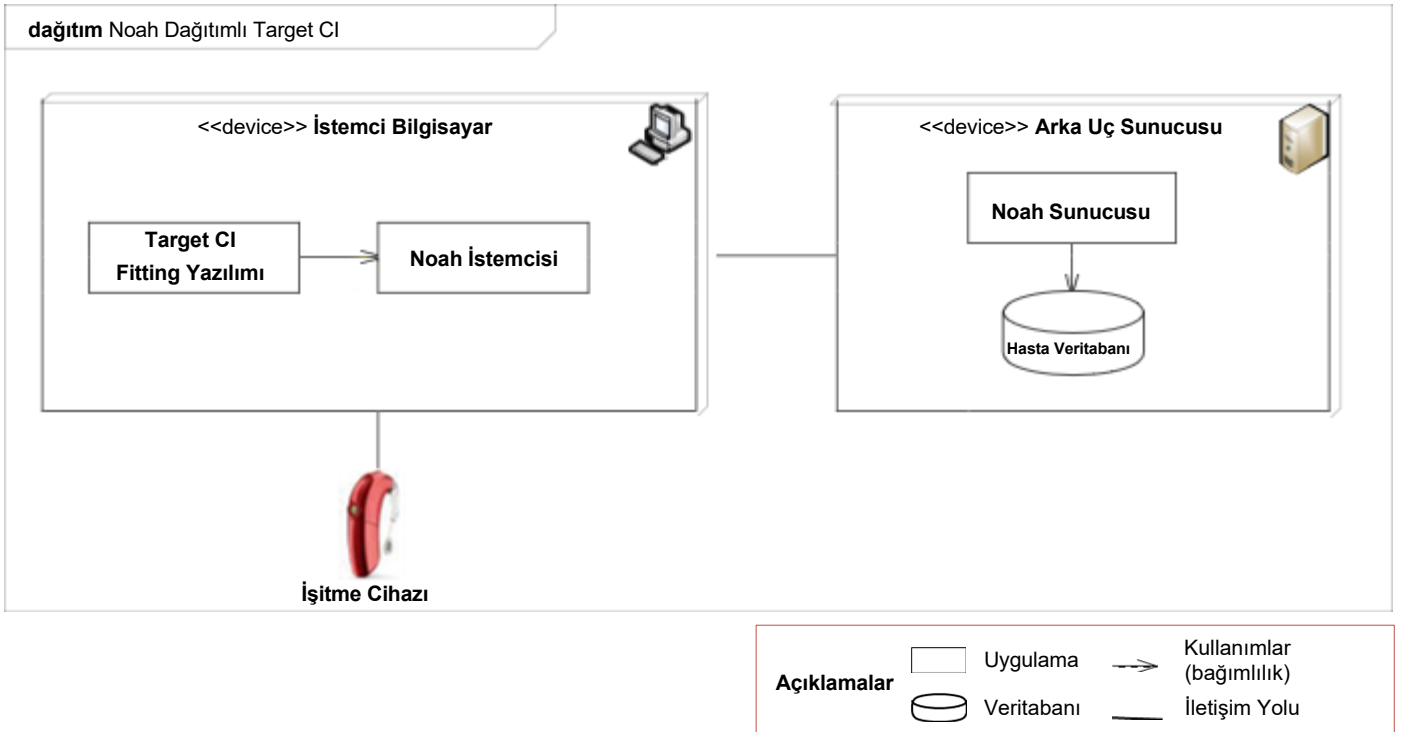 dağıtım Noah Dağıtımlı Target CI
<<device>> İstemci Bilgisayar
Target CI
Fitting Yazılımı
Noah İstemcisi
<<device>> Arka Uç Sunucusu
Noah Sunucusu
Hasta Veritabanı
İşitme Cihazı
Açıklamalar
Uygulama
Kullanımlar
(bağımlılık)
Veritabanı
İletişim Yolu